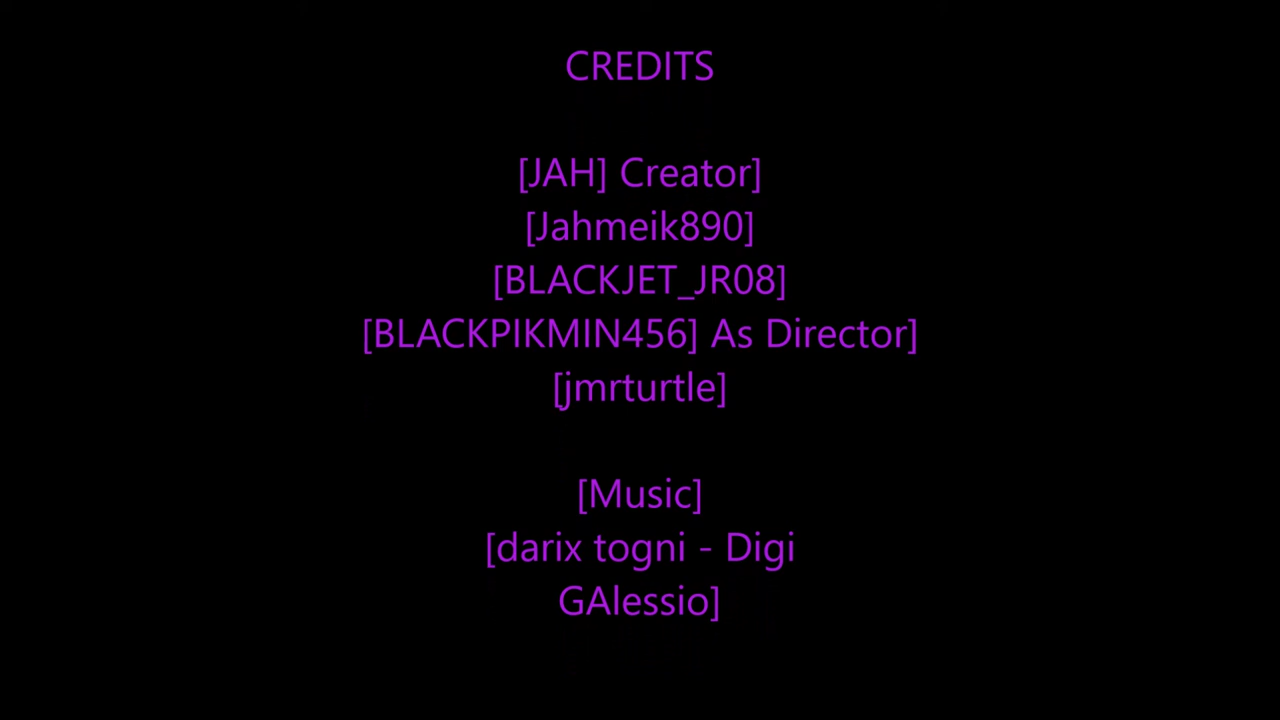 CREDITS
[JAH] Creator]
[Jahmeik890]
[BLACKJET_JR08]
[BLACKPIKMIN456] As Director]
[jmrturtle]
[Music]
[darix togni - Digi
GAlessio]